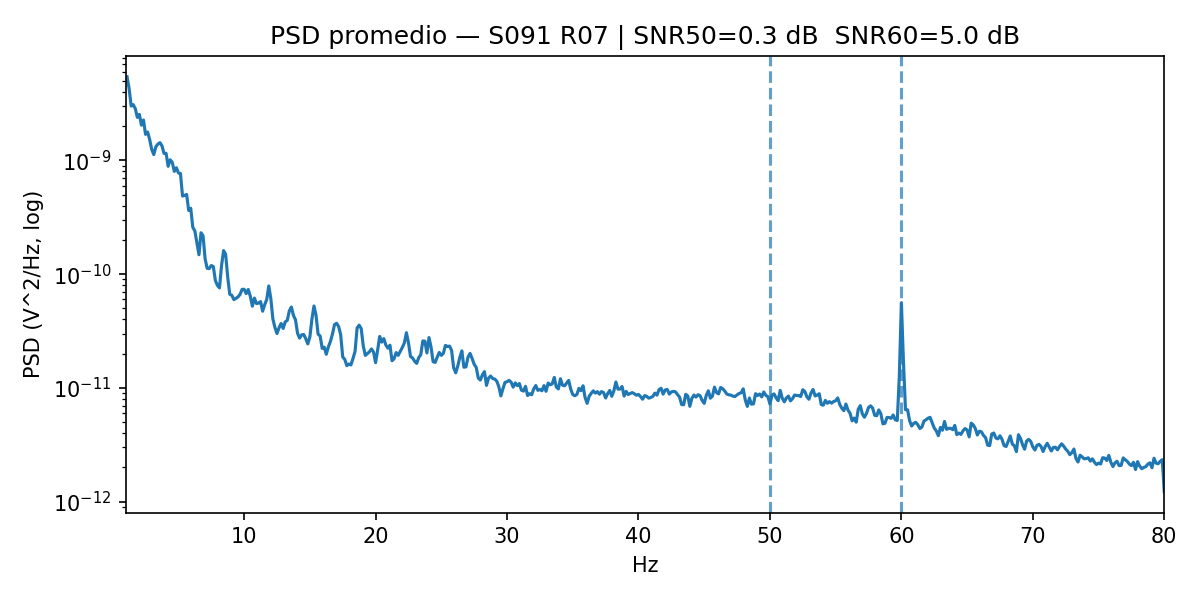 PSD promedio — S091 R07 | SNR50=0.3 dB  SNR60=5.0 dB
PSD (V^2/Hz, log)
10⁻⁹
10⁻¹⁰
10⁻¹¹
10⁻¹²
10 20 30 40 50 60 70 80
Hz